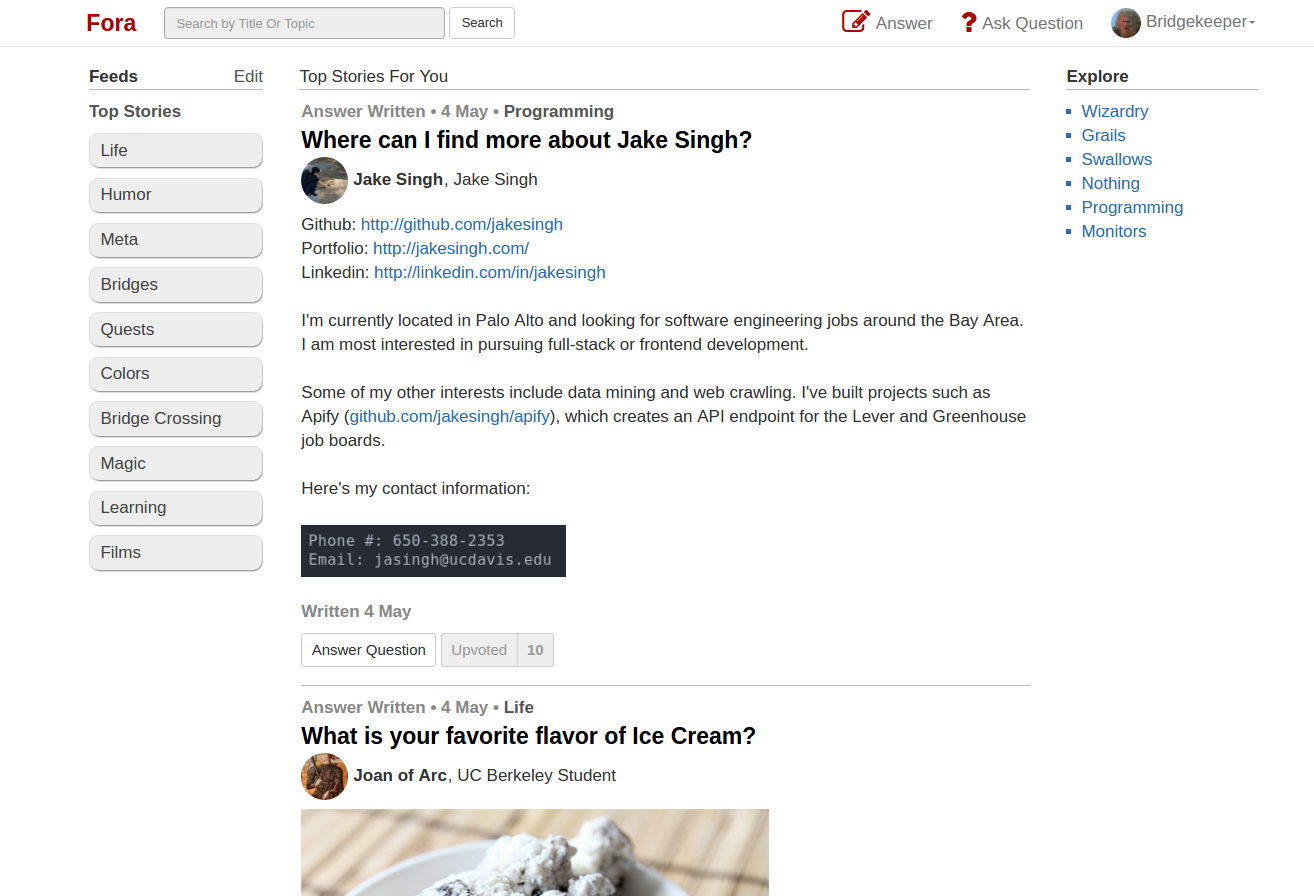 Fora
Search by Title Or Topic
Search
Answer
? Ask Question
Bridgekeeper
Feeds
Edit
Top Stories
Life
Humor
Meta
Bridges
Quests
Colors
Bridge Crossing
Magic
Learning
Films
Top Stories For You
Answer Written • 4 May • Programming
Where can I find more about Jake Singh?
Jake Singh, Jake Singh
Github: http://github.com/jakesingh
Portfolio: http://jakesingh.com/
Linkedin: http://linkedin.com/in/jakesingh
I'm currently located in Palo Alto and looking for software engineering jobs around the Bay Area.
I am most interested in pursuing full-stack or frontend development.
Some of my other interests include data mining and web crawling. I've built projects such as
Apify (github.com/jakesingh/apify), which creates an API endpoint for the Lever and Greenhouse
job boards.
Here's my contact information:
Phone #: 650-388-2353
Email: jasingh@ucdavis.edu
Written 4 May
Answer Question
Upvoted 10
Answer Written • 4 May • Life
What is your favorite flavor of Ice Cream?
Joan of Arc, UC Berkeley Student
Explore
Wizardry
Grails
Swallows
Nothing
Programming
Monitors